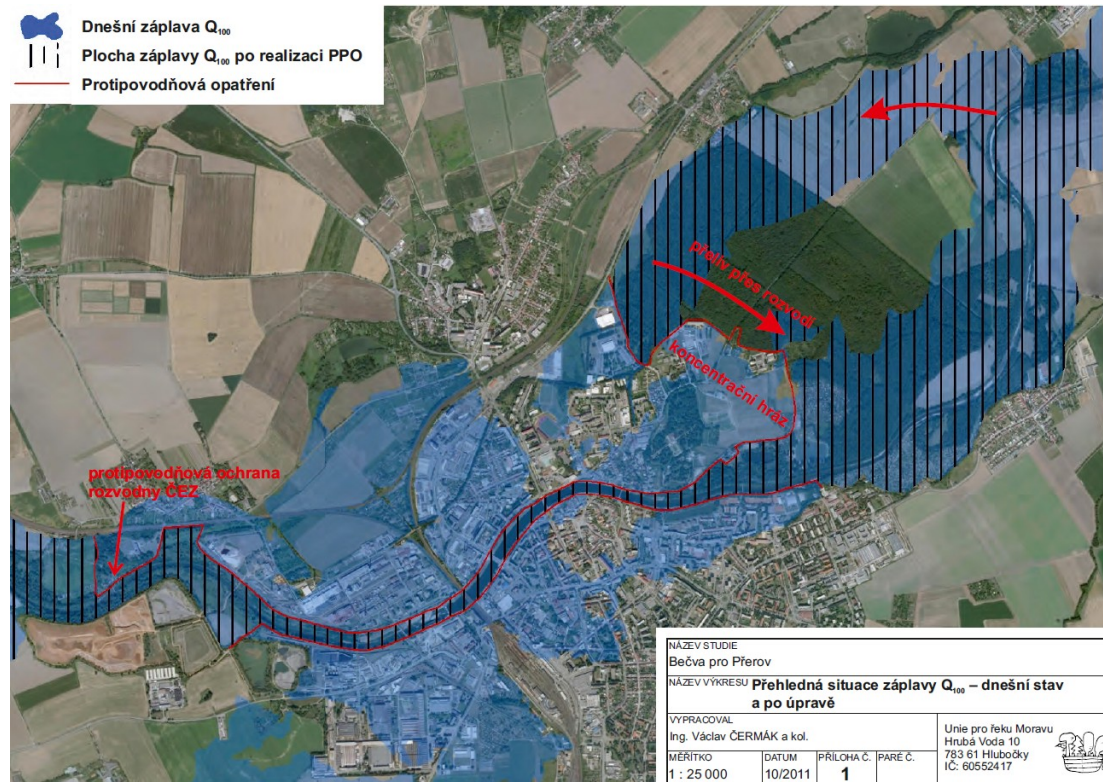 Dnešní záplava Q₁₀₀
Plocha záplavy Q₁₀₀ po realizaci PPO
Protipovodňová opatření
přeliv přes rozvodí
koncentrační hráz
protipovodňová ochrana
rozvodny ČEZ
NÁZEV STUDIE
Bečva pro Přerov
NÁZEV VÝKRESU Přehledná situace záplavy Q₁₀₀ – dnešní stav
a po úpravě
VYPRACOVAL
Ing. Václav ČERMÁK a kol.
MĚŘÍTKO
1 : 25 000
DATUM
10/2011
PŘÍLOHA Č.
1
PARÉ Č.
Unie pro řeku Moravu
Hrubá Voda 10
783 61 Hlubočky
IČ: 60552417